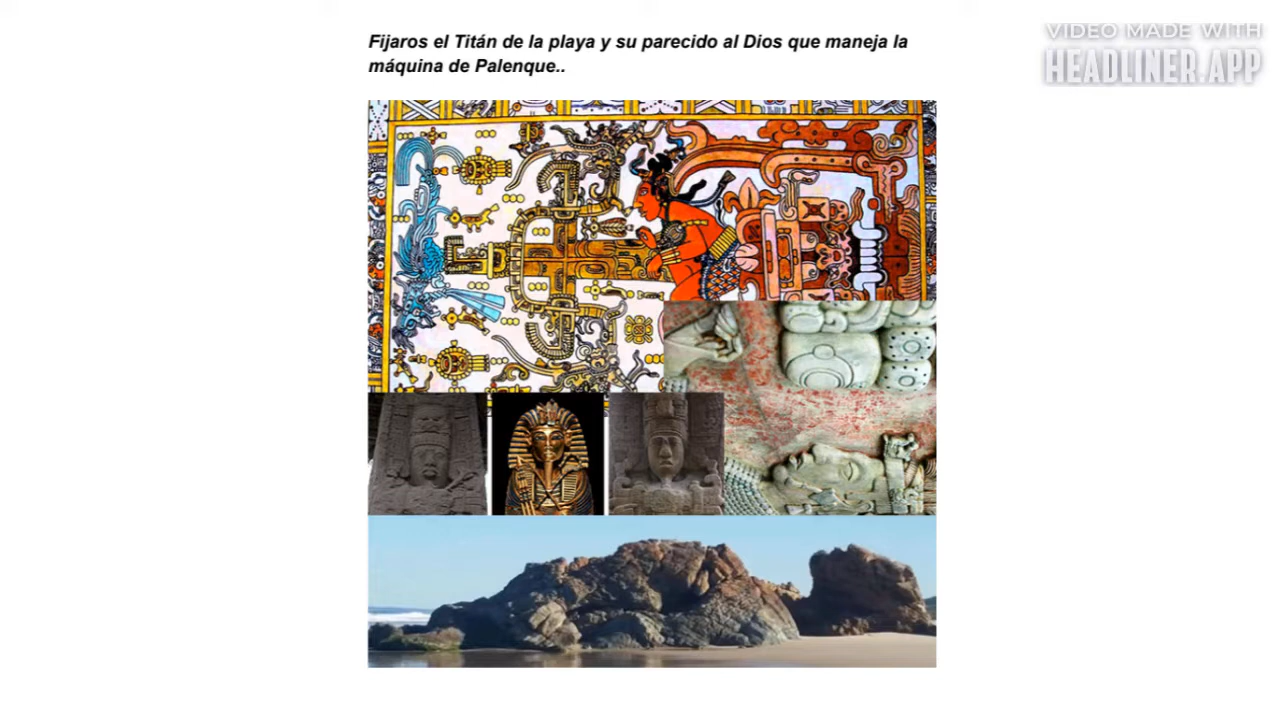 Fijaros el Titán de la playa y su parecido al Dios que maneja la
máquina de Palenque..
VIDEO MADE WITH
HEADLINER.APP